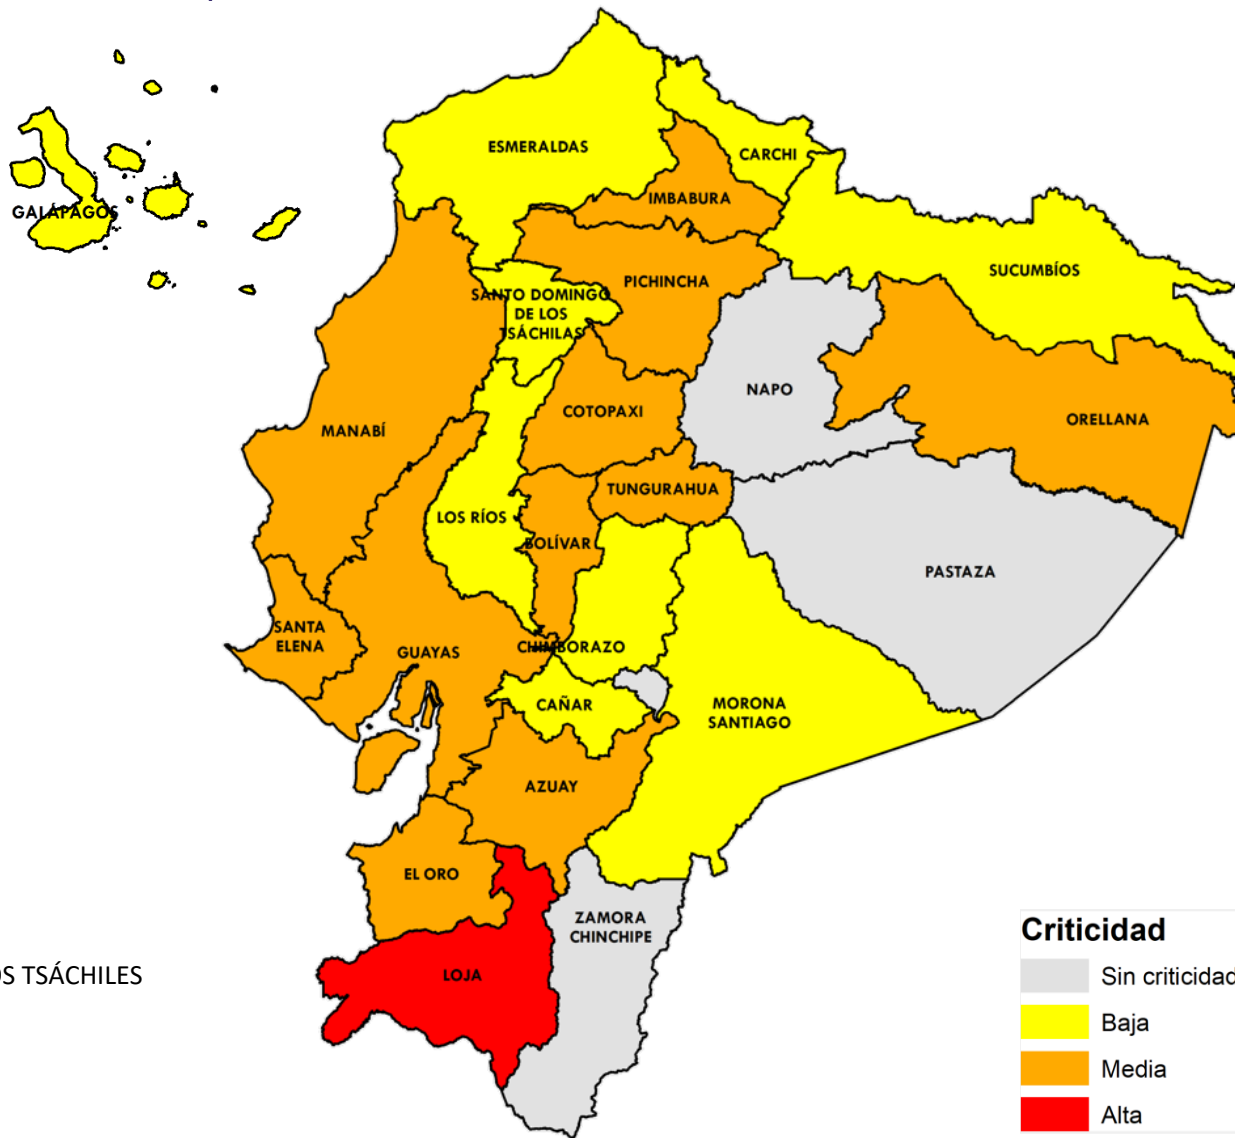 ESMERALDAS
CARCHI
IMBABURA
GALÁPAGOS
SUCUMBÍOS
PICHINCHA
SANTO DOMINGO
DE LOS
TSÁCHILAS
NAPO
COTOPAXI
ORELLANA
MANABÍ
TUNGURAHUA
LOS RÍOS
BOLÍVAR
PASTAZA
SANTA
ELENA
GUAYAS
CHIMBORAZO
CAÑAR
MORONA
SANTIAGO
AZUAY
EL ORO
ZAMORA
CHINCHIPE
LOJA
OS TSÁCHILES
Criticidad
Sin criticidad
Baja
Media
Alta